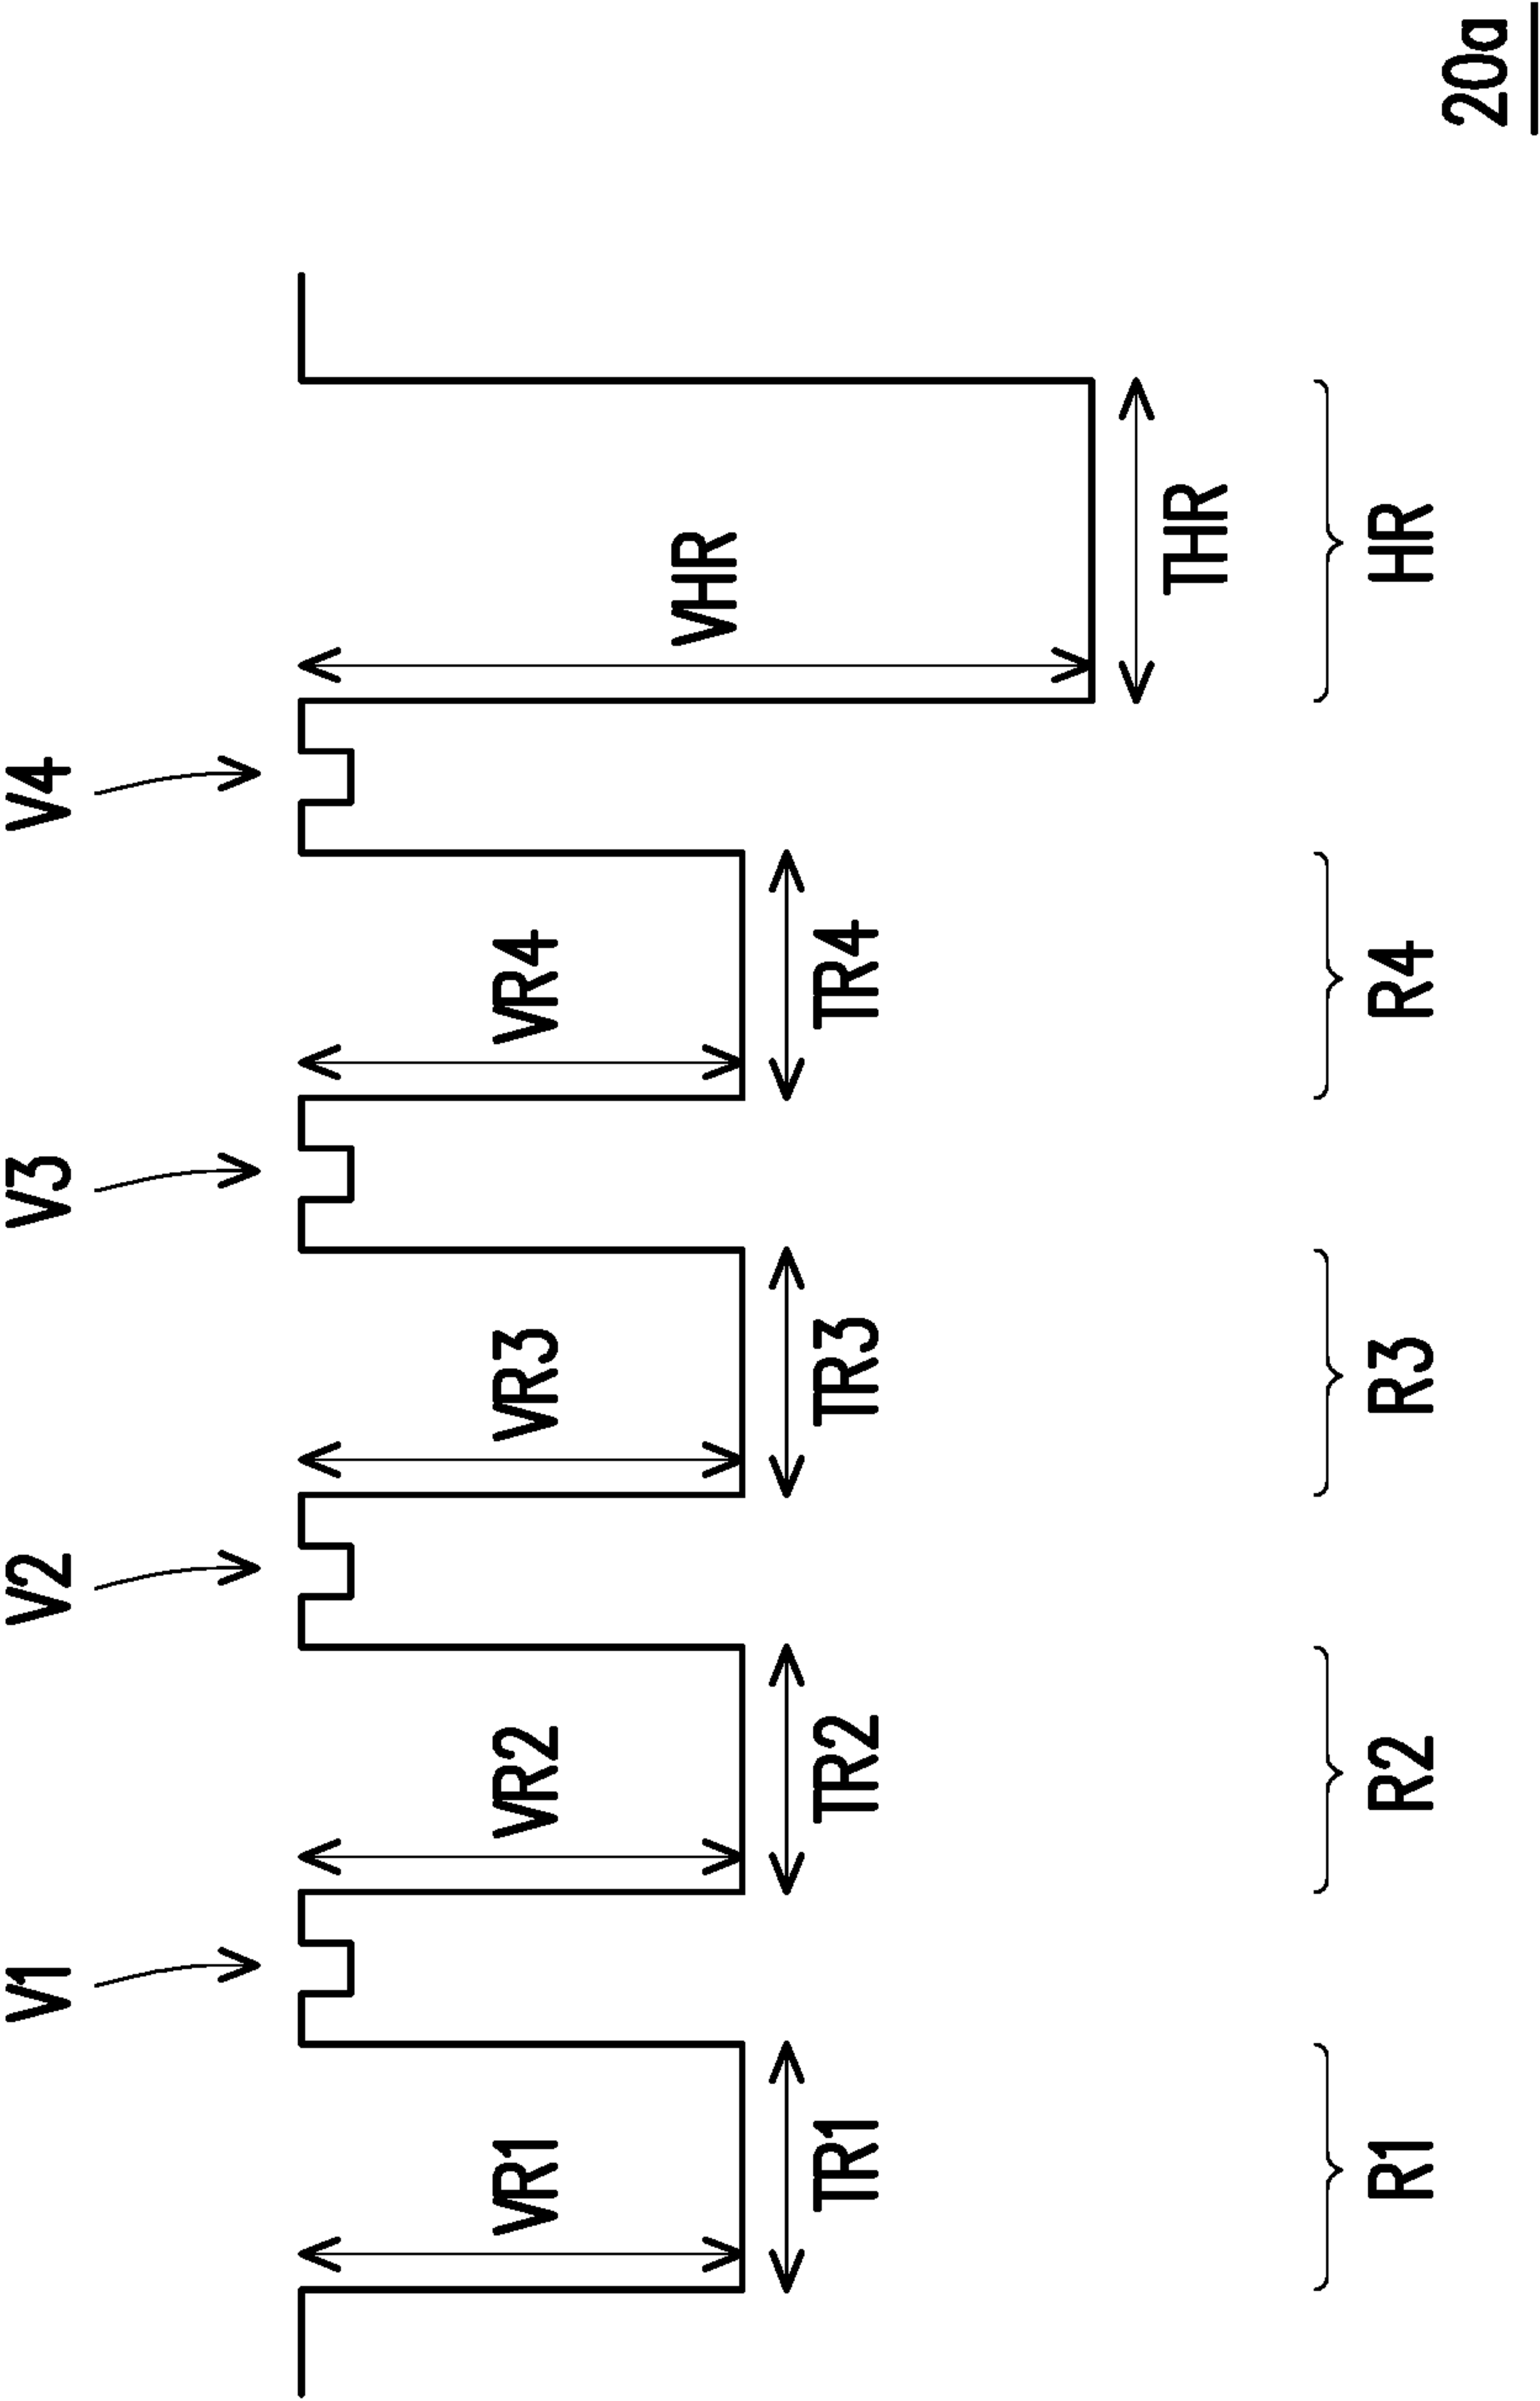 V1 V2 V3 V4
VR1 VR2 VR3 VR4
VHR
TR1 TR2 TR3 TR4
THR
R1 R2 R3 R4 HR
20a